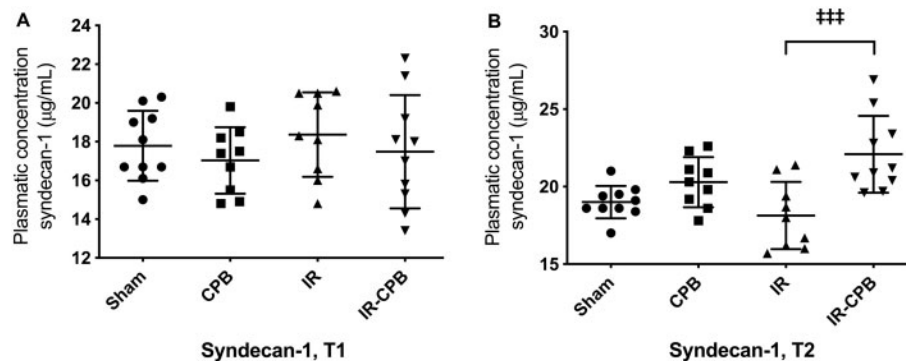 A
Plasmatic concentration
syndecan-1 (µg/mL)
24
22
20
18
16
14
12
Sham
CPB
IR
IR-CPB
Syndecan-1, T1
B
‡‡‡
Plasmatic concentration
syndecan-1 (µg/mL)
30
25
20
15
Sham
CPB
IR
IR-CPB
Syndecan-1, T2